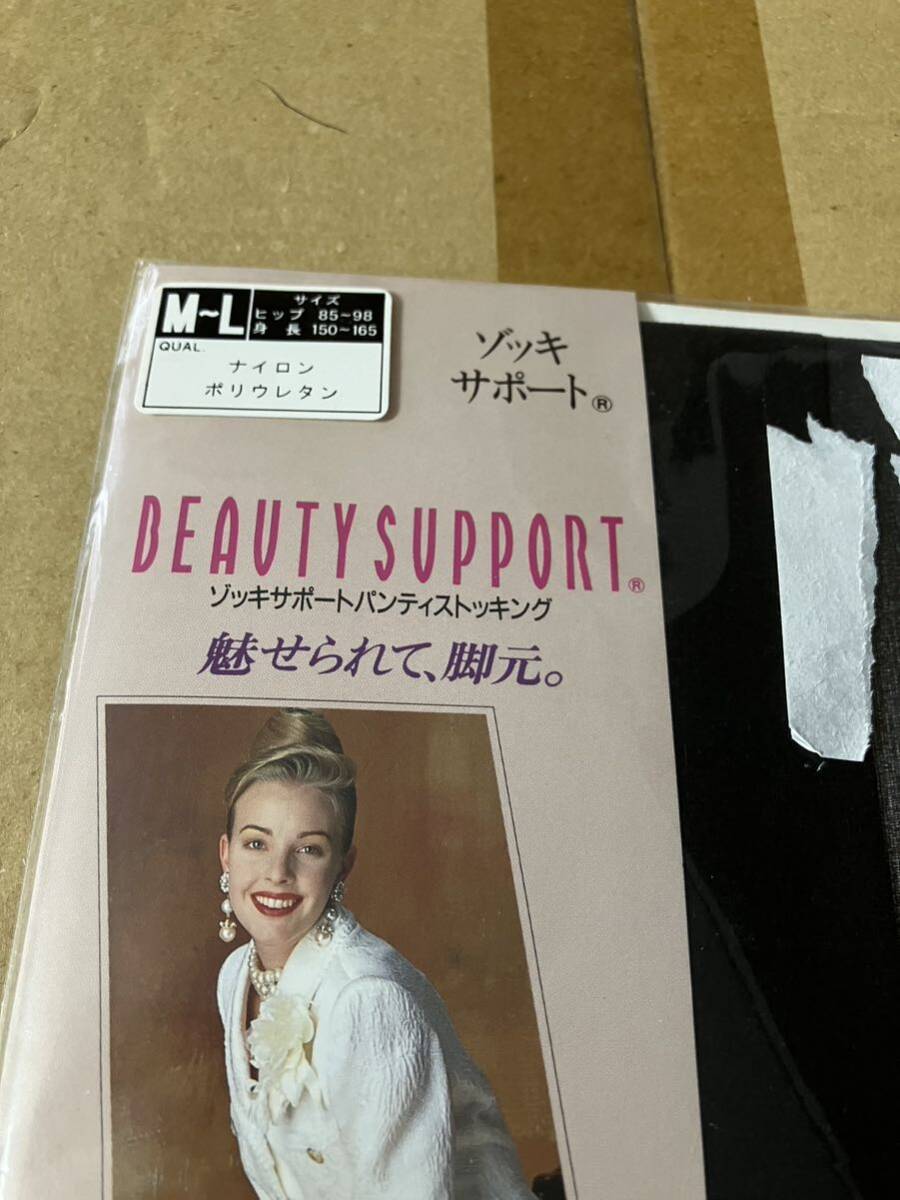 M~L
サイズ
ヒップ 85~98
身長 150~165
QUAL.
ナイロン
ポリウレタン
ゾッキ
サポート®
BEAUTY SUPPORT®
ゾッキサポートパンティストッキング
魅せられて、脚元。